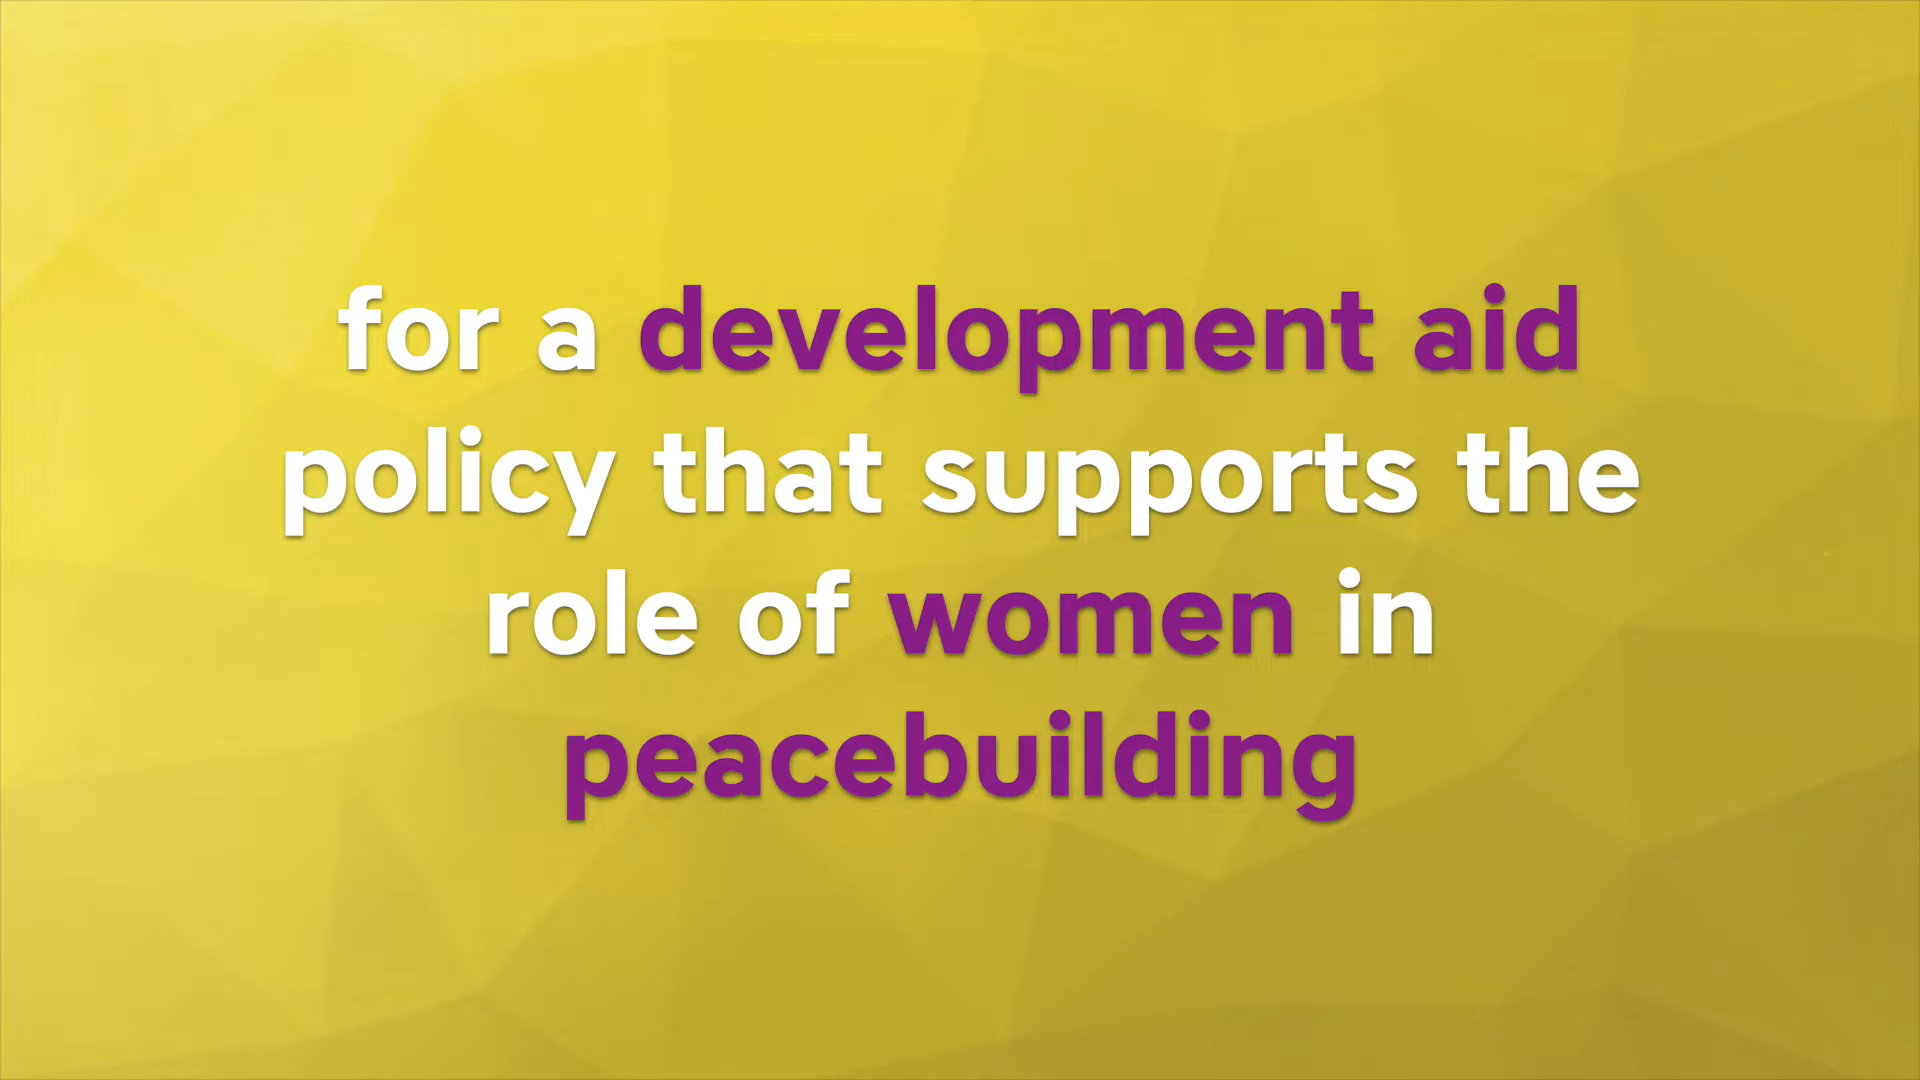 for a development aid
policy that supports the
role of women in
peacebuilding